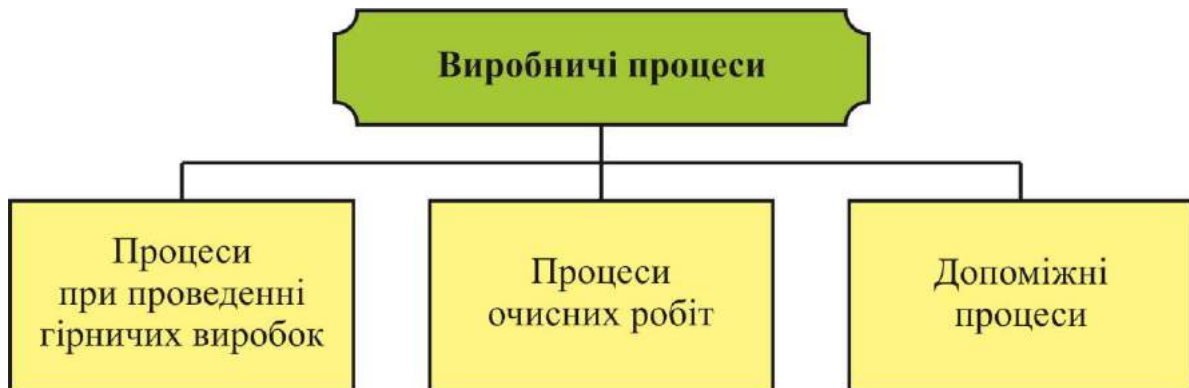 Виробничі процеси
Процеси
при проведенні
гірничих виробок
Процеси
очисних робіт
Допоміжні
процеси